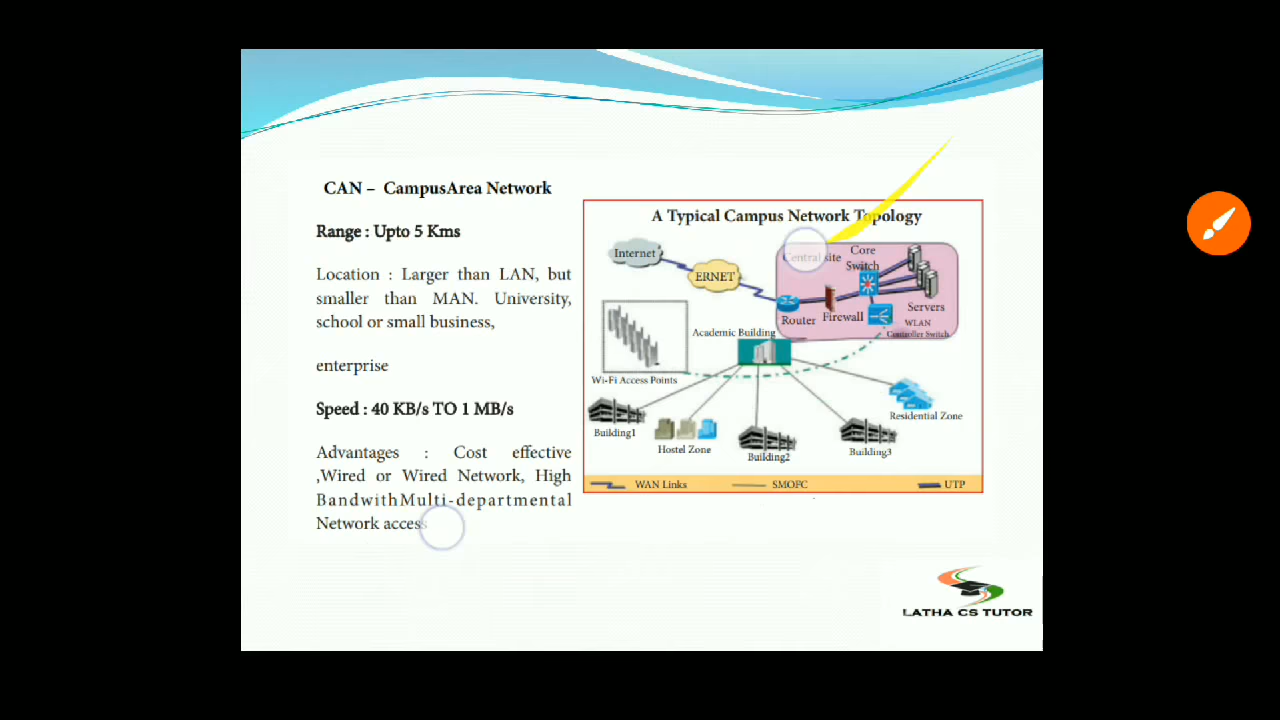 CAN – CampusArea Network
Range : Upto 5 Kms
Location : Larger than LAN, but
smaller than MAN. University,
school or small business,
enterprise
Speed : 40 KB/s TO 1 MB/s
Advantages : Cost effective
,Wired or Wired Network, High
BandwithMulti-departmental
Network access
A Typical Campus Network Topology
Internet
ERNET
Central site
Core
Switch
Router
Firewall
Servers
WLAN
Controller Switch
Academic Building
Wi-Fi Access Points
Residential Zone
Building1
Hostel Zone
Building2
Building3
WAN Links
SMOFC
UTP
LATHA CS TUTOR